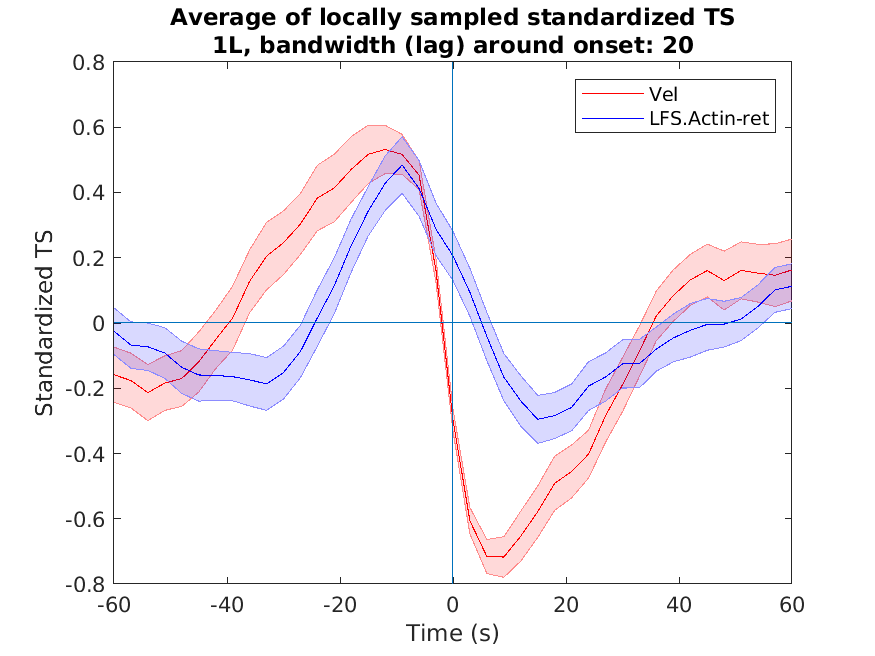 Average of locally sampled standardized TS
1L, bandwidth (lag) around onset: 20
Vel
LFS.Actin-ret
Standardized TS
0.8
0.6
0.4
0.2
0
-0.2
-0.4
-0.6
-0.8
-60
-40
-20
0
20
40
60
Time (s)